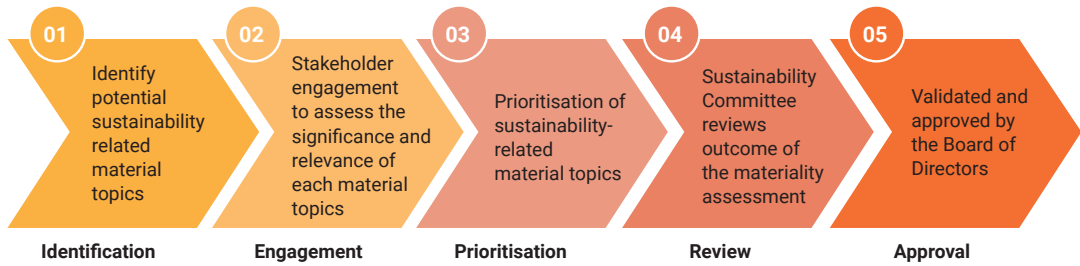 01
Identify
potential
sustainability
related
material
topics
Identification
02
Stakeholder
engagement
to assess the
significance and
relevance of
each material
topics
Engagement
03
Prioritisation of
sustainability-
related
material topics
Prioritisation
04
Sustainability
Committee
reviews
outcome of
the materiality
assessment
Review
05
Validated and
approved by
the Board of
Directors
Approval